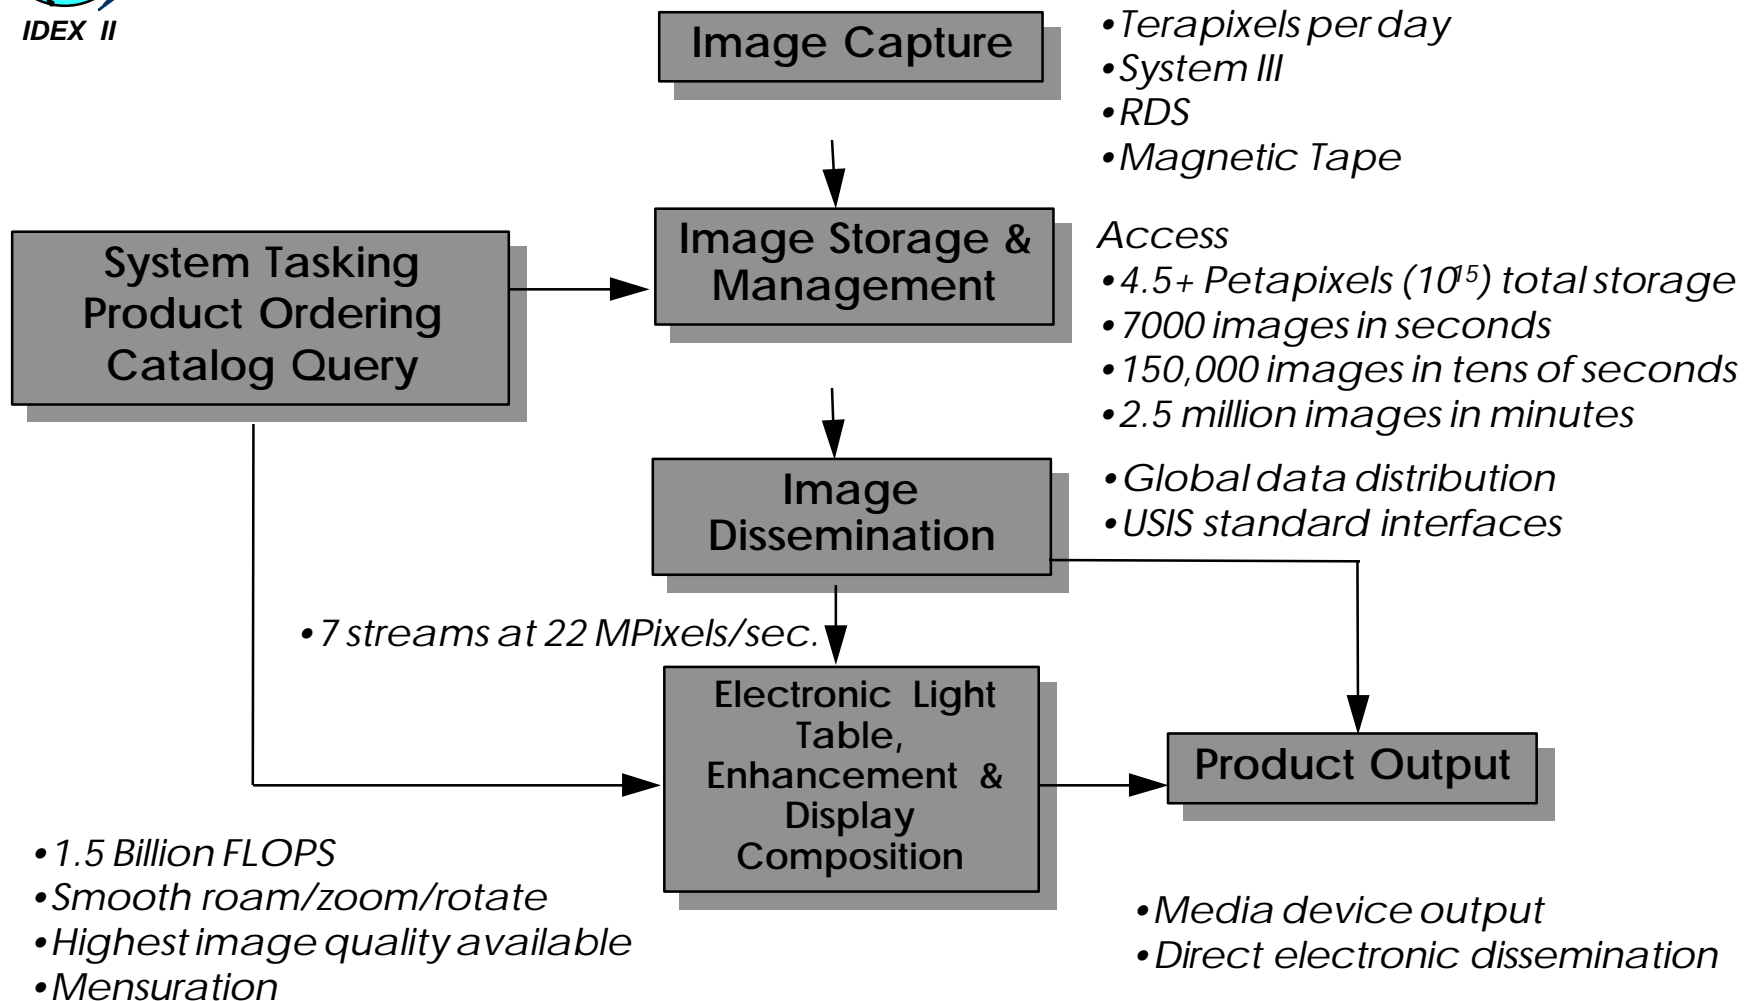 IDEX II
Image Capture
•Terapixels per day
•System III
•RDS
•Magnetic Tape
System Tasking
Product Ordering
Catalog Query
Image Storage &
Management
Access
•4.5+ Petapixels (10¹⁵) total storage
•7000 images in seconds
•150,000 images in tens of seconds
•2.5 million images in minutes
Image
Dissemination
•Global data distribution
•USIS standard interfaces
•7 streams at 22 MPixels/sec.
Electronic Light
Table,
Enhancement &
Display
Composition
Product Output
•1.5 Billion FLOPS
•Smooth roam/zoom/rotate
•Highest image quality available
•Mensuration
•Media device output
•Direct electronic dissemination